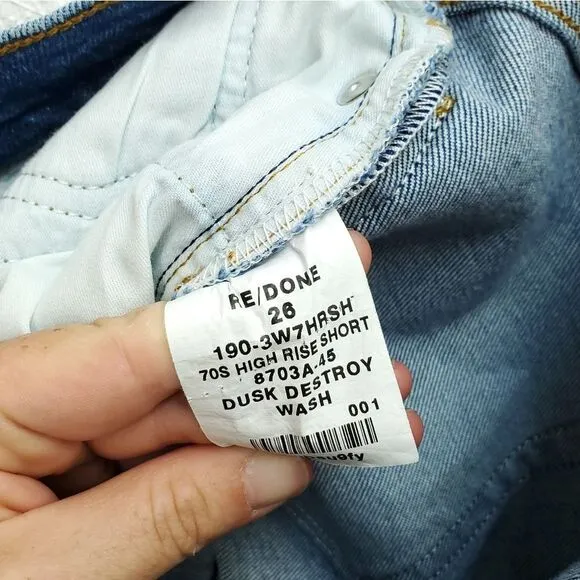 RE/DONE
26
190-3W7HRSH
70S HIGH RISE SHORT
8703A-45
DUSK DESTROY
WASH
001